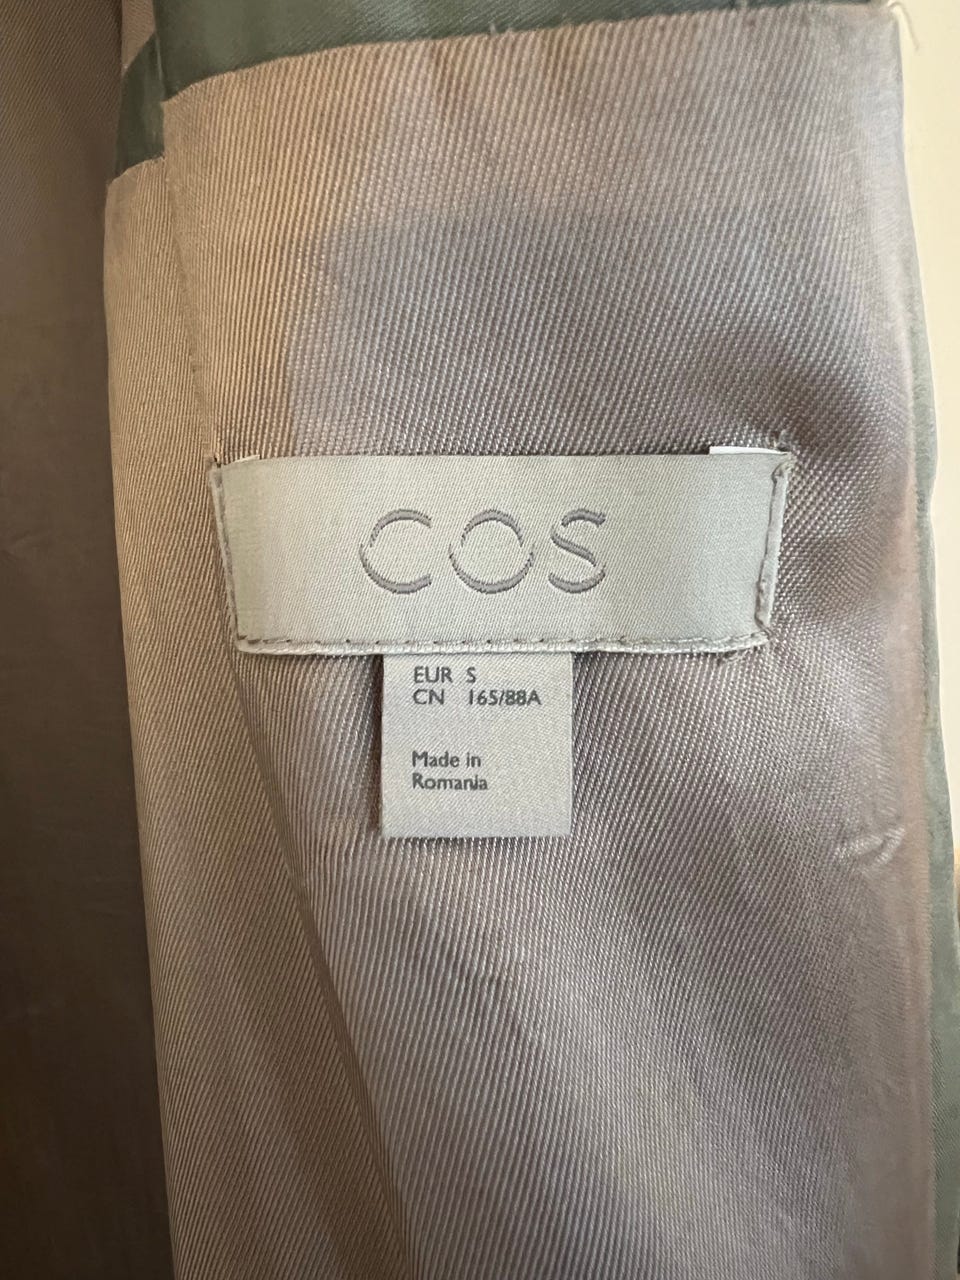 COS
EUR S
CN 165/88A
Made in
Romania